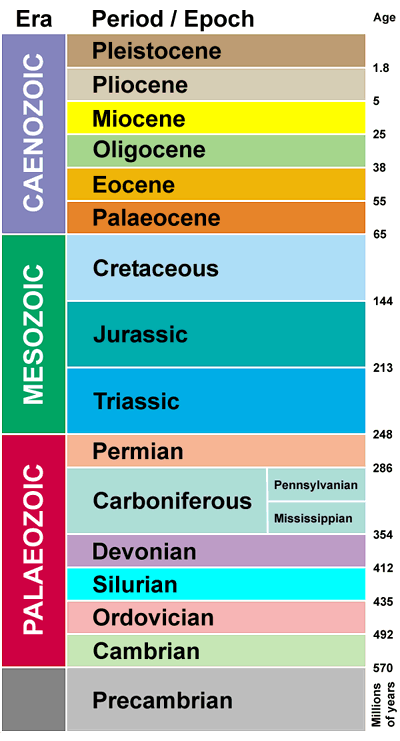 Era Period / Epoch Age
CAENOZOIC
Pleistocene
1.8
Pliocene
5
Miocene
25
Oligocene
38
Eocene
55
Palaeocene
65
MESOZOIC
Cretaceous
144
Jurassic
213
Triassic
248
PALAEOZOIC
Permian
286
Carboniferous
Pennsylvanian
Mississippian
354
Devonian
412
Silurian
435
Ordovician
492
Cambrian
570
Precambrian
Millions
of years